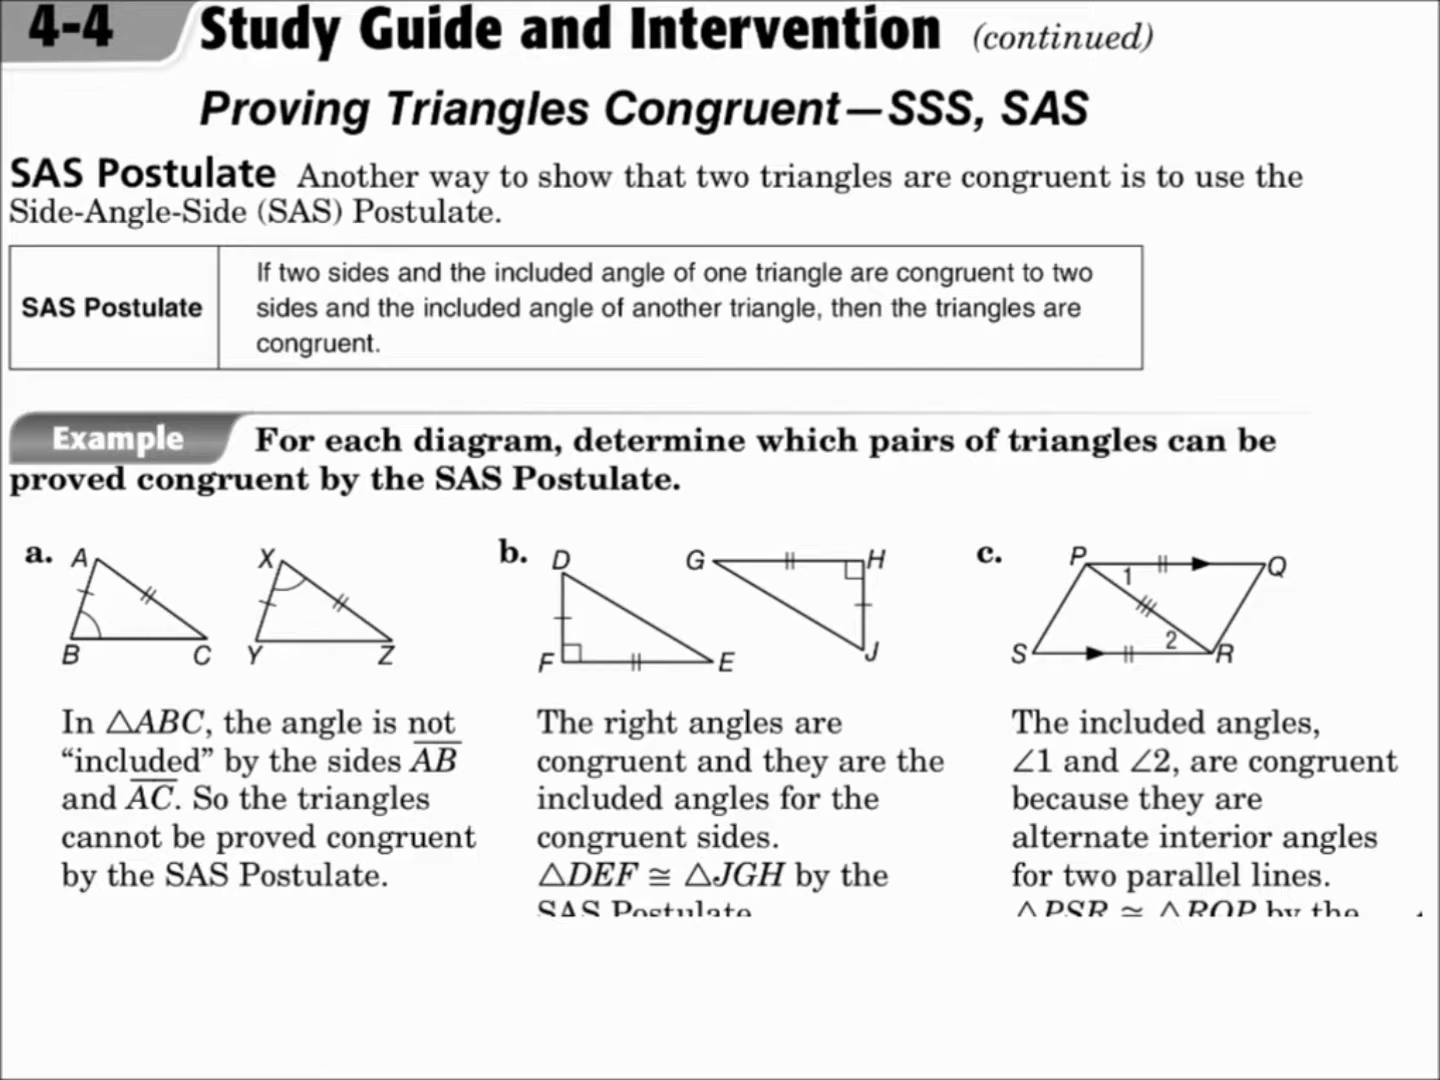 4-4 Study Guide and Intervention (continued)
Proving Triangles Congruent—SSS, SAS
SAS Postulate Another way to show that two triangles are congruent is to use the
Side-Angle-Side (SAS) Postulate.
SAS Postulate
If two sides and the included angle of one triangle are congruent to two
sides and the included angle of another triangle, then the triangles are
congruent.
Example For each diagram, determine which pairs of triangles can be
proved congruent by the SAS Postulate.
a. A B C X Y Z
In △ABC, the angle is not
“included” by the sides AB
and AC. So the triangles
cannot be proved congruent
by the SAS Postulate.
b. D F E G H J
The right angles are
congruent and they are the
included angles for the
congruent sides.
△DEF ≅ △JGH by the
SAS Postulate
c. P Q S R 1 2
The included angles,
∠1 and ∠2, are congruent
because they are
alternate interior angles
for two parallel lines.
△PSR ≅ △RQP by the